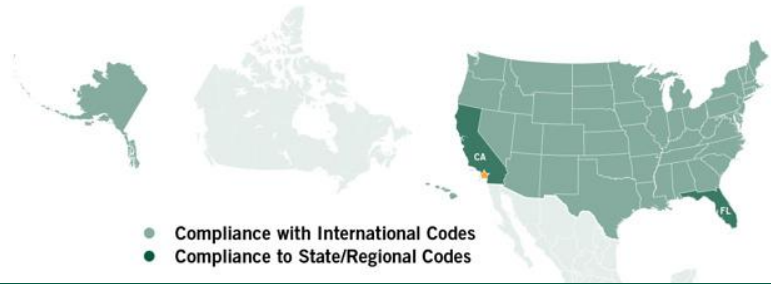 CA
FL
Compliance with International Codes
Compliance to State/Regional Codes